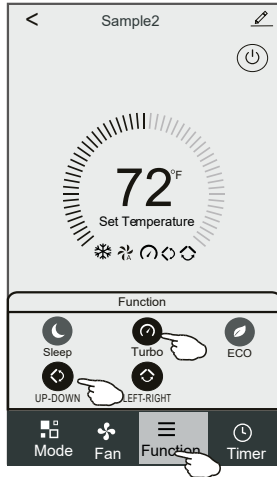 < Sample2
72°F
Set Temperature
A
Function
Sleep Turbo ECO
UP-DOWN LEFT-RIGHT
Mode Fan Function Timer